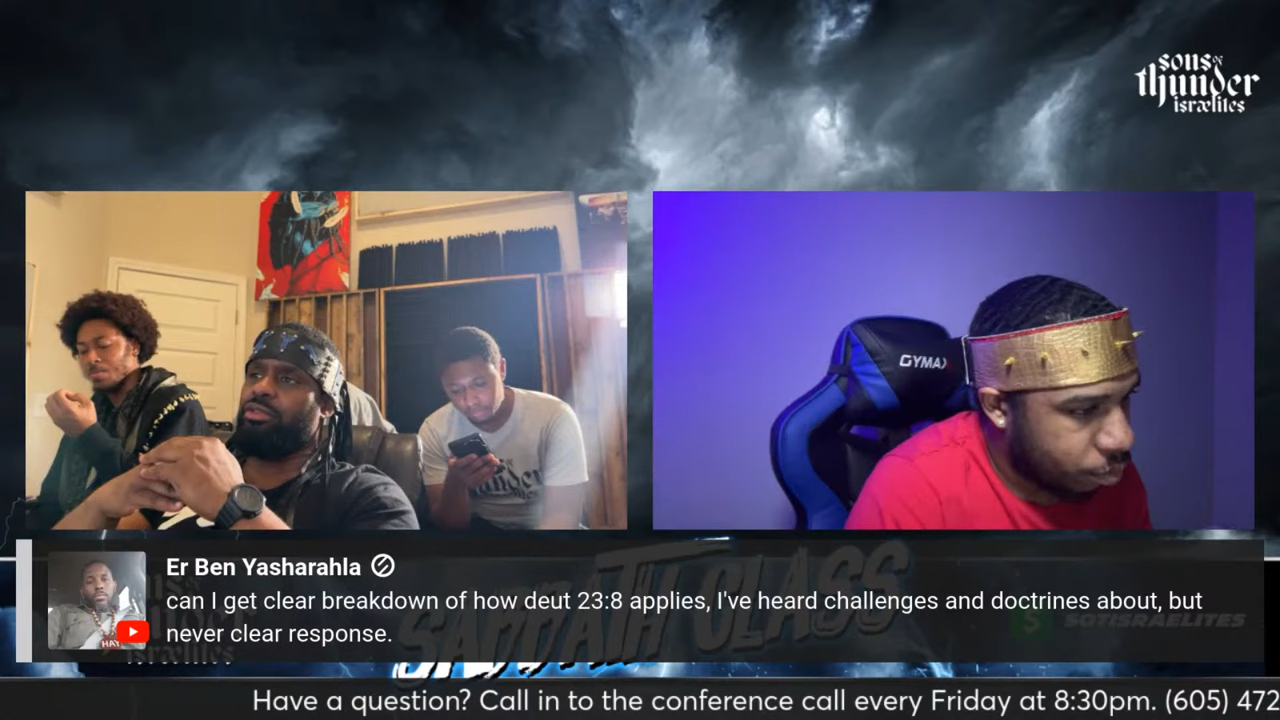 sons of
thunder
israelites
GYMAX
Er Ben Yasharahla
can I get clear breakdown of how deut 23:8 applies, I've heard challenges and doctrines about, but
never clear response.
SABBATH CLASS
$ SOTISRAELITES
israelites
Have a question? Call in to the conference call every Friday at 8:30pm. (605) 472